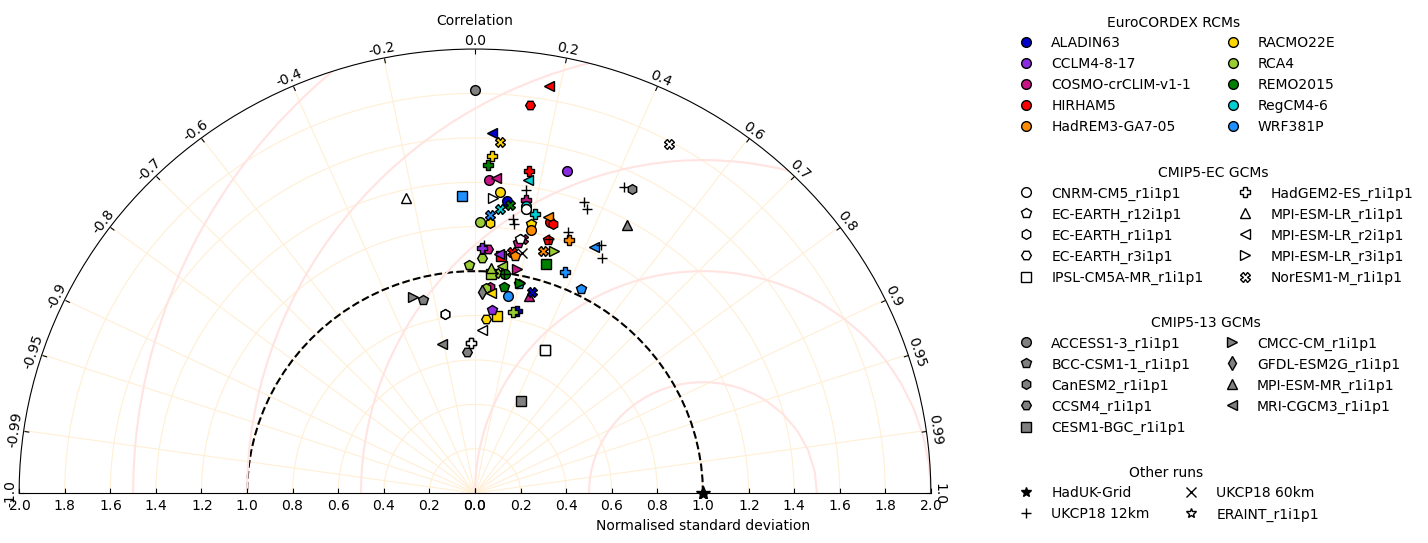 Correlation
0.0
-0.2
0.2
-0.4
0.4
-0.6
0.6
-0.7
0.7
-0.8
0.8
-0.9
0.9
-0.95
0.95
-0.99
0.99
-1.0
1.0
2.0 1.8 1.6 1.4 1.2 1.0 0.8 0.6 0.4 0.2 0.0 0.0 0.2 0.4 0.6 0.8 1.0 1.2 1.4 1.6 1.8 2.0
Normalised standard deviation
EuroCORDEX RCMs
ALADIN63
CCLM4-8-17
COSMO-crCLIM-v1-1
HIRHAM5
HadREM3-GA7-05
RACMO22E
RCA4
REMO2015
RegCM4-6
WRF381P
CMIP5-EC GCMs
CNRM-CM5_r1i1p1
EC-EARTH_r12i1p1
EC-EARTH_r1i1p1
EC-EARTH_r3i1p1
IPSL-CM5A-MR_r1i1p1
HadGEM2-ES_r1i1p1
MPI-ESM-LR_r1i1p1
MPI-ESM-LR_r2i1p1
MPI-ESM-LR_r3i1p1
NorESM1-M_r1i1p1
CMIP5-13 GCMs
ACCESS1-3_r1i1p1
BCC-CSM1-1_r1i1p1
CanESM2_r1i1p1
CCSM4_r1i1p1
CESM1-BGC_r1i1p1
CMCC-CM_r1i1p1
GFDL-ESM2G_r1i1p1
MPI-ESM-MR_r1i1p1
MRI-CGCM3_r1i1p1
Other runs
HadUK-Grid
UKCP18 12km
UKCP18 60km
ERAINT_r1i1p1